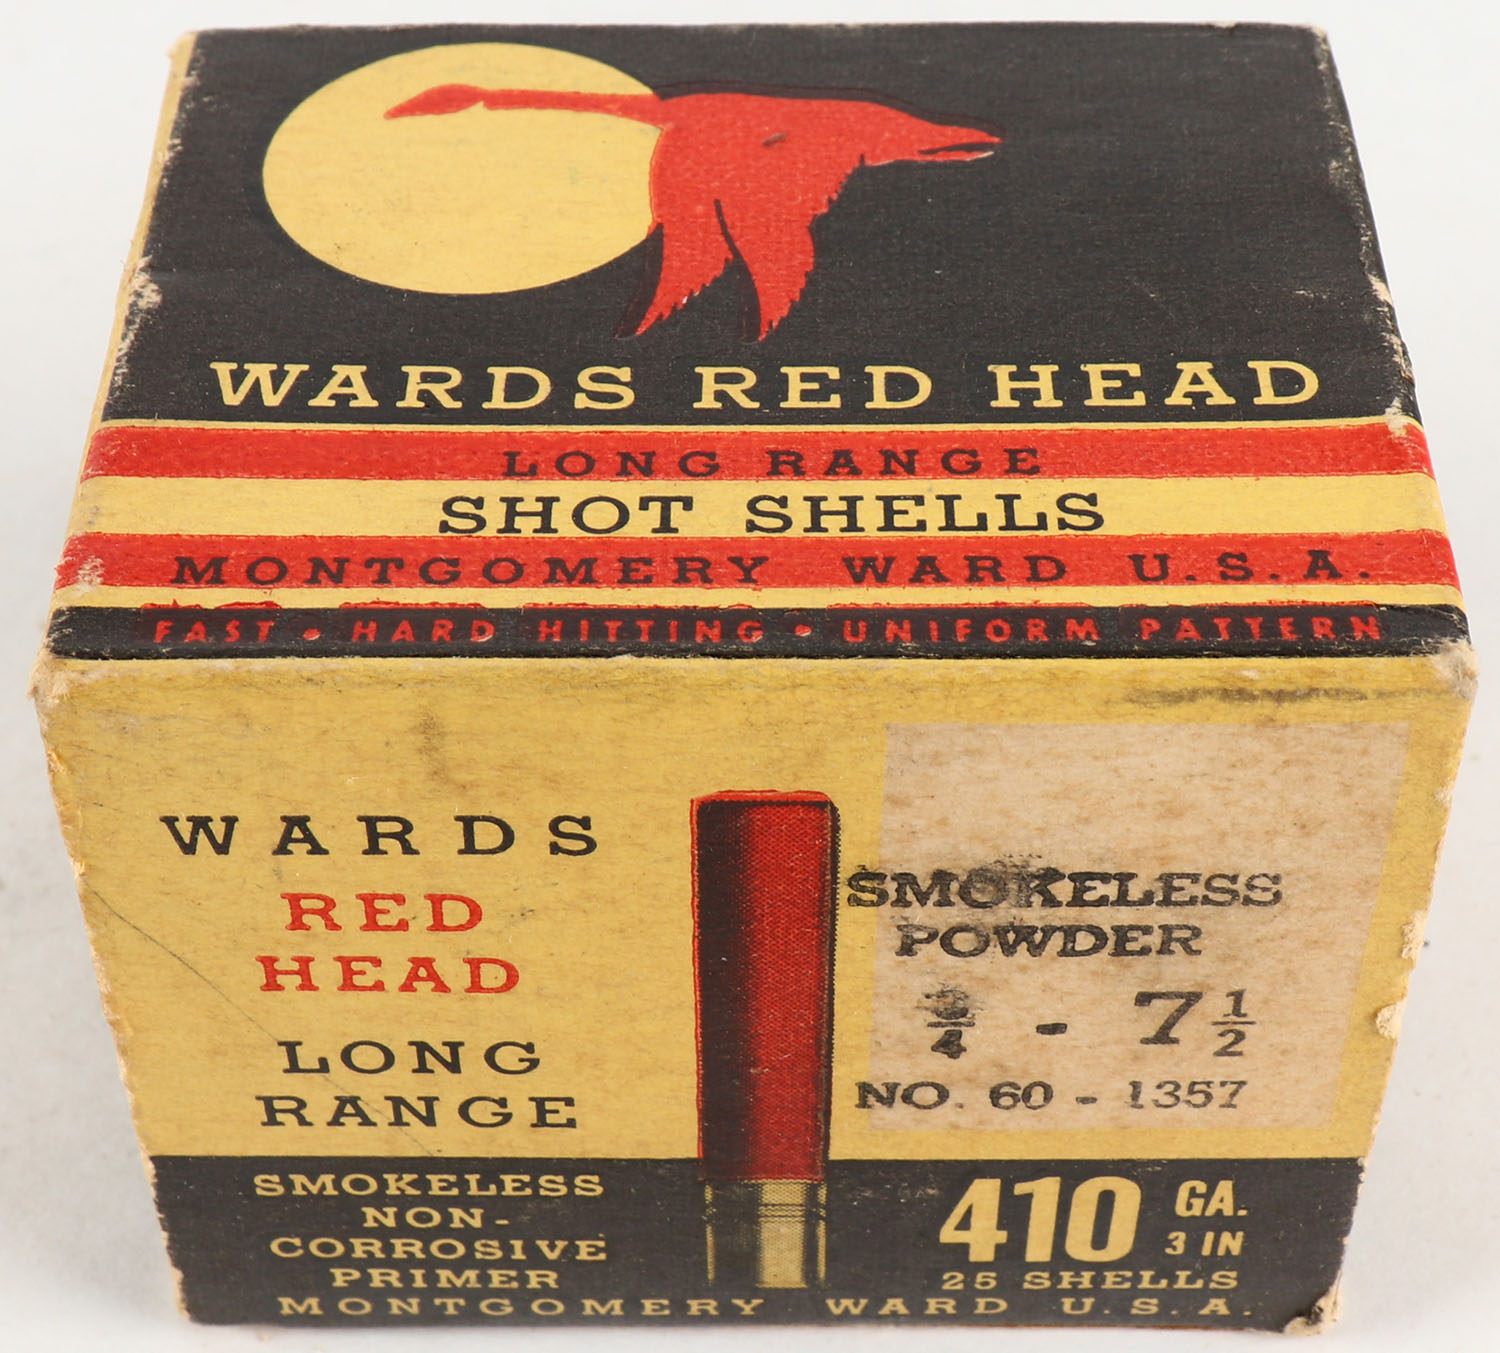 WARDS RED HEAD
LONG RANGE
SHOT SHELLS
MONTGOMERY WARD U.S.A.
FAST • HARD HITTING • UNIFORM PATTERN
WARDS
RED
HEAD
LONG
RANGE
SMOKELESS
NON-
CORROSIVE
PRIMER
SMOKELESS
POWDER
3/4 - 7 1/2
NO. 60 - 1357
410 GA.
3 IN
25 SHELLS
MONTGOMERY WARD U.S.A.